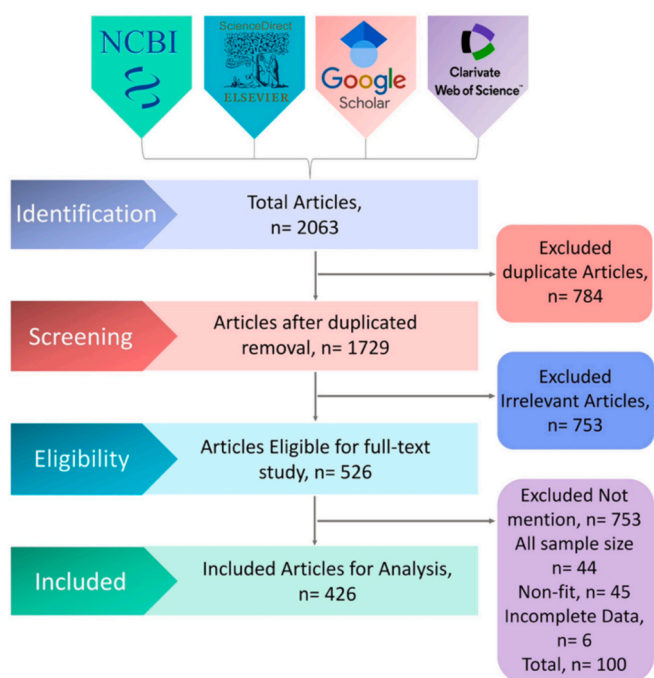 NCBI
ScienceDirect
ELSEVIER
Google
Scholar
Clarivate
Web of Science™
Identification
Total Articles,
n= 2063
Excluded
duplicate Articles,
n= 784
Screening
Articles after duplicated
removal, n= 1729
Excluded
Irrelevant Articles,
n= 753
Eligibility
Articles Eligible for full-text
study, n= 526
Excluded Not
mention, n= 753
All sample size
n= 44
Non-fit, n= 45
Incomplete Data,
n= 6
Total, n= 100
Included
Included Articles for Analysis,
n= 426